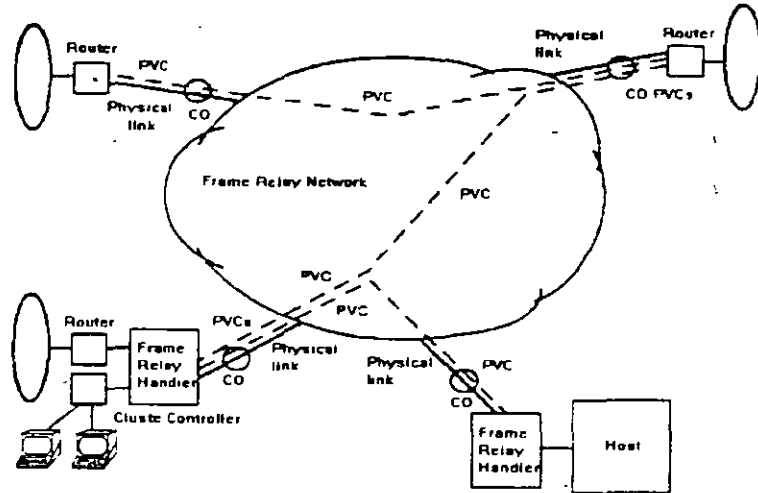 Router
PVC
Physical
link
CO
PVC
Physical
link
Router
CO PVCs
Frame Relay Network
PVC
PVC
PVC
PVCs
Physical
link
CO
Router
Frame
Relay
Handler
Cluste Controller
Physical
link
PVC
CO
Frame
Relay
Handler
Host